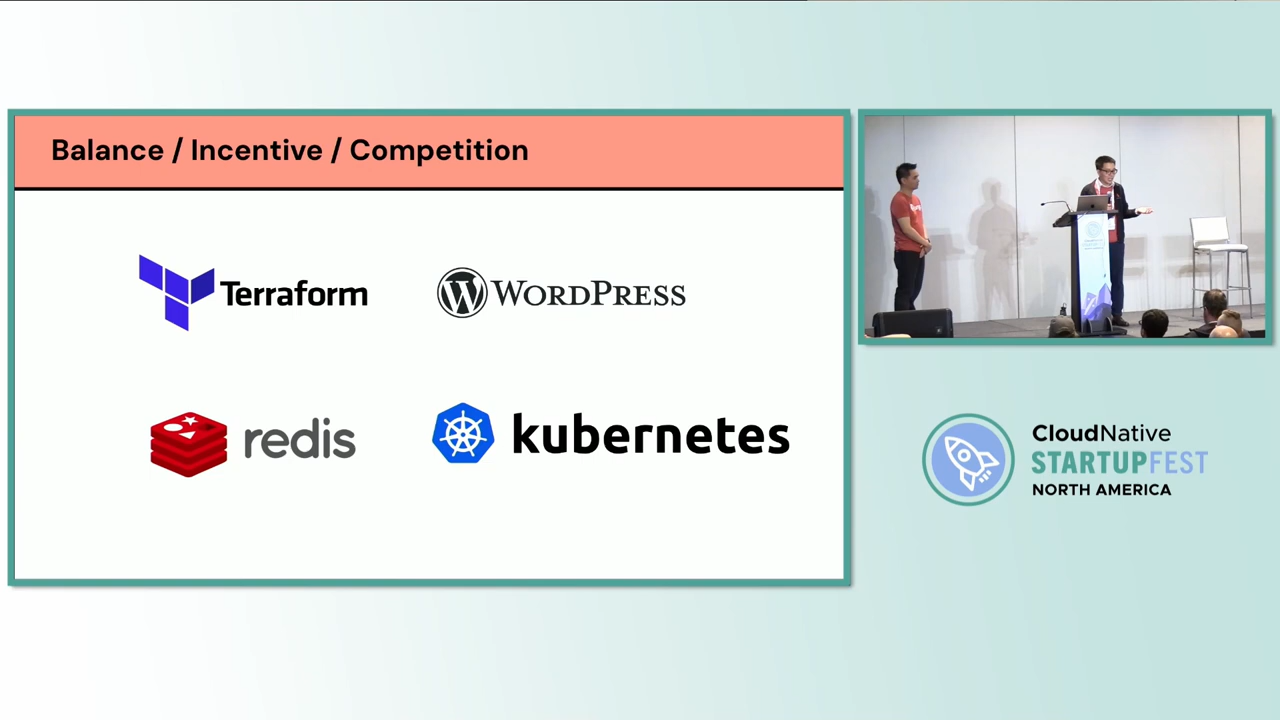 Balance / Incentive / Competition
Terraform
WORDPRESS
redis
kubernetes
CloudNative
STARTUPFEST
NORTH AMERICA